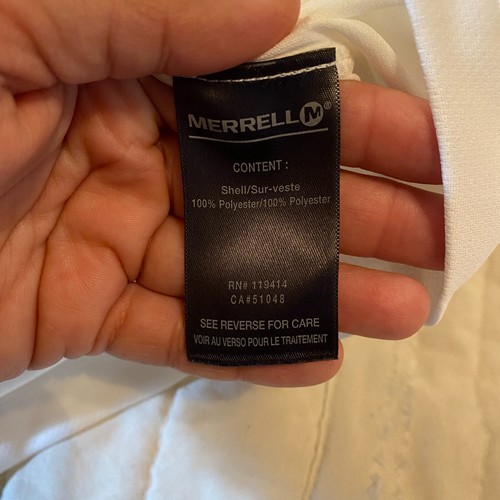 MERRELL M®
CONTENT :
Shell/Sur-veste
100% Polyester/100% Polyester
RN# 119414
CA#51048
SEE REVERSE FOR CARE
VOIR AU VERSO POUR LE TRAITEMENT